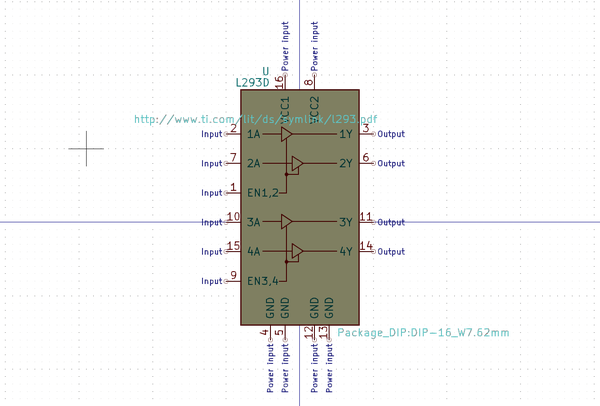 Power input Power input
U
L293D
16 8
VCC1 VCC2
http://www.ti.com/lit/ds/symlink/l293.pdf
Input 2 1A 1Y 3 Output
Input 7 2A 2Y 6 Output
Input 1 EN1,2
Input 10 3A 3Y 11 Output
Input 15 4A 4Y 14 Output
Input 9 EN3,4
GND GND GND GND
4 5 12 13
Package_DIP:DIP-16_W7.62mm
Power input Power input Power input Power input